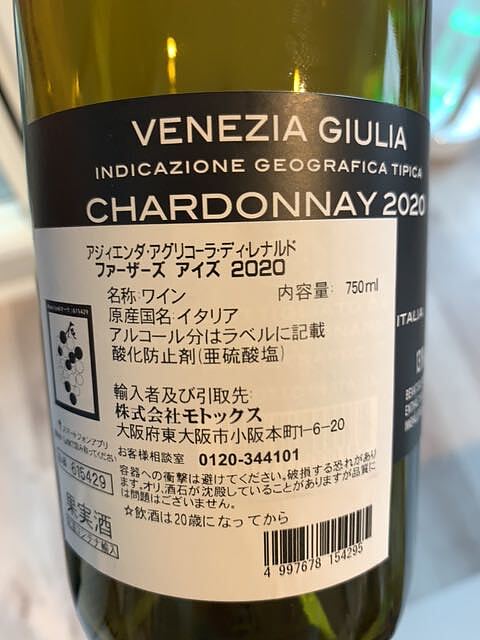 VENEZIA GIULIA
INDICAZIONE GEOGRAFICA TIPICA
CHARDONNAY 2020
アジィエンダ・アグリコーラ・ディ・レナルド
ファーザーズ アイズ 2020
名称:ワイン 内容量: 750ml
原産国名:イタリア
アルコール分はラベルに記載
酸化防止剤(亜硫酸塩)
ITALIA
輸入者及び引取先:
株式会社モトックス
大阪府東大阪市小阪本町1-6-20
お客様相談室 0120-344101
容器への衝撃は避けてください。破損する恐れがあり
ます。オリ、酒石が沈殿していることがありますが品質に
は問題はございません。
☆飲酒は20歳になってから
615429
果実酒
4 997678 154295